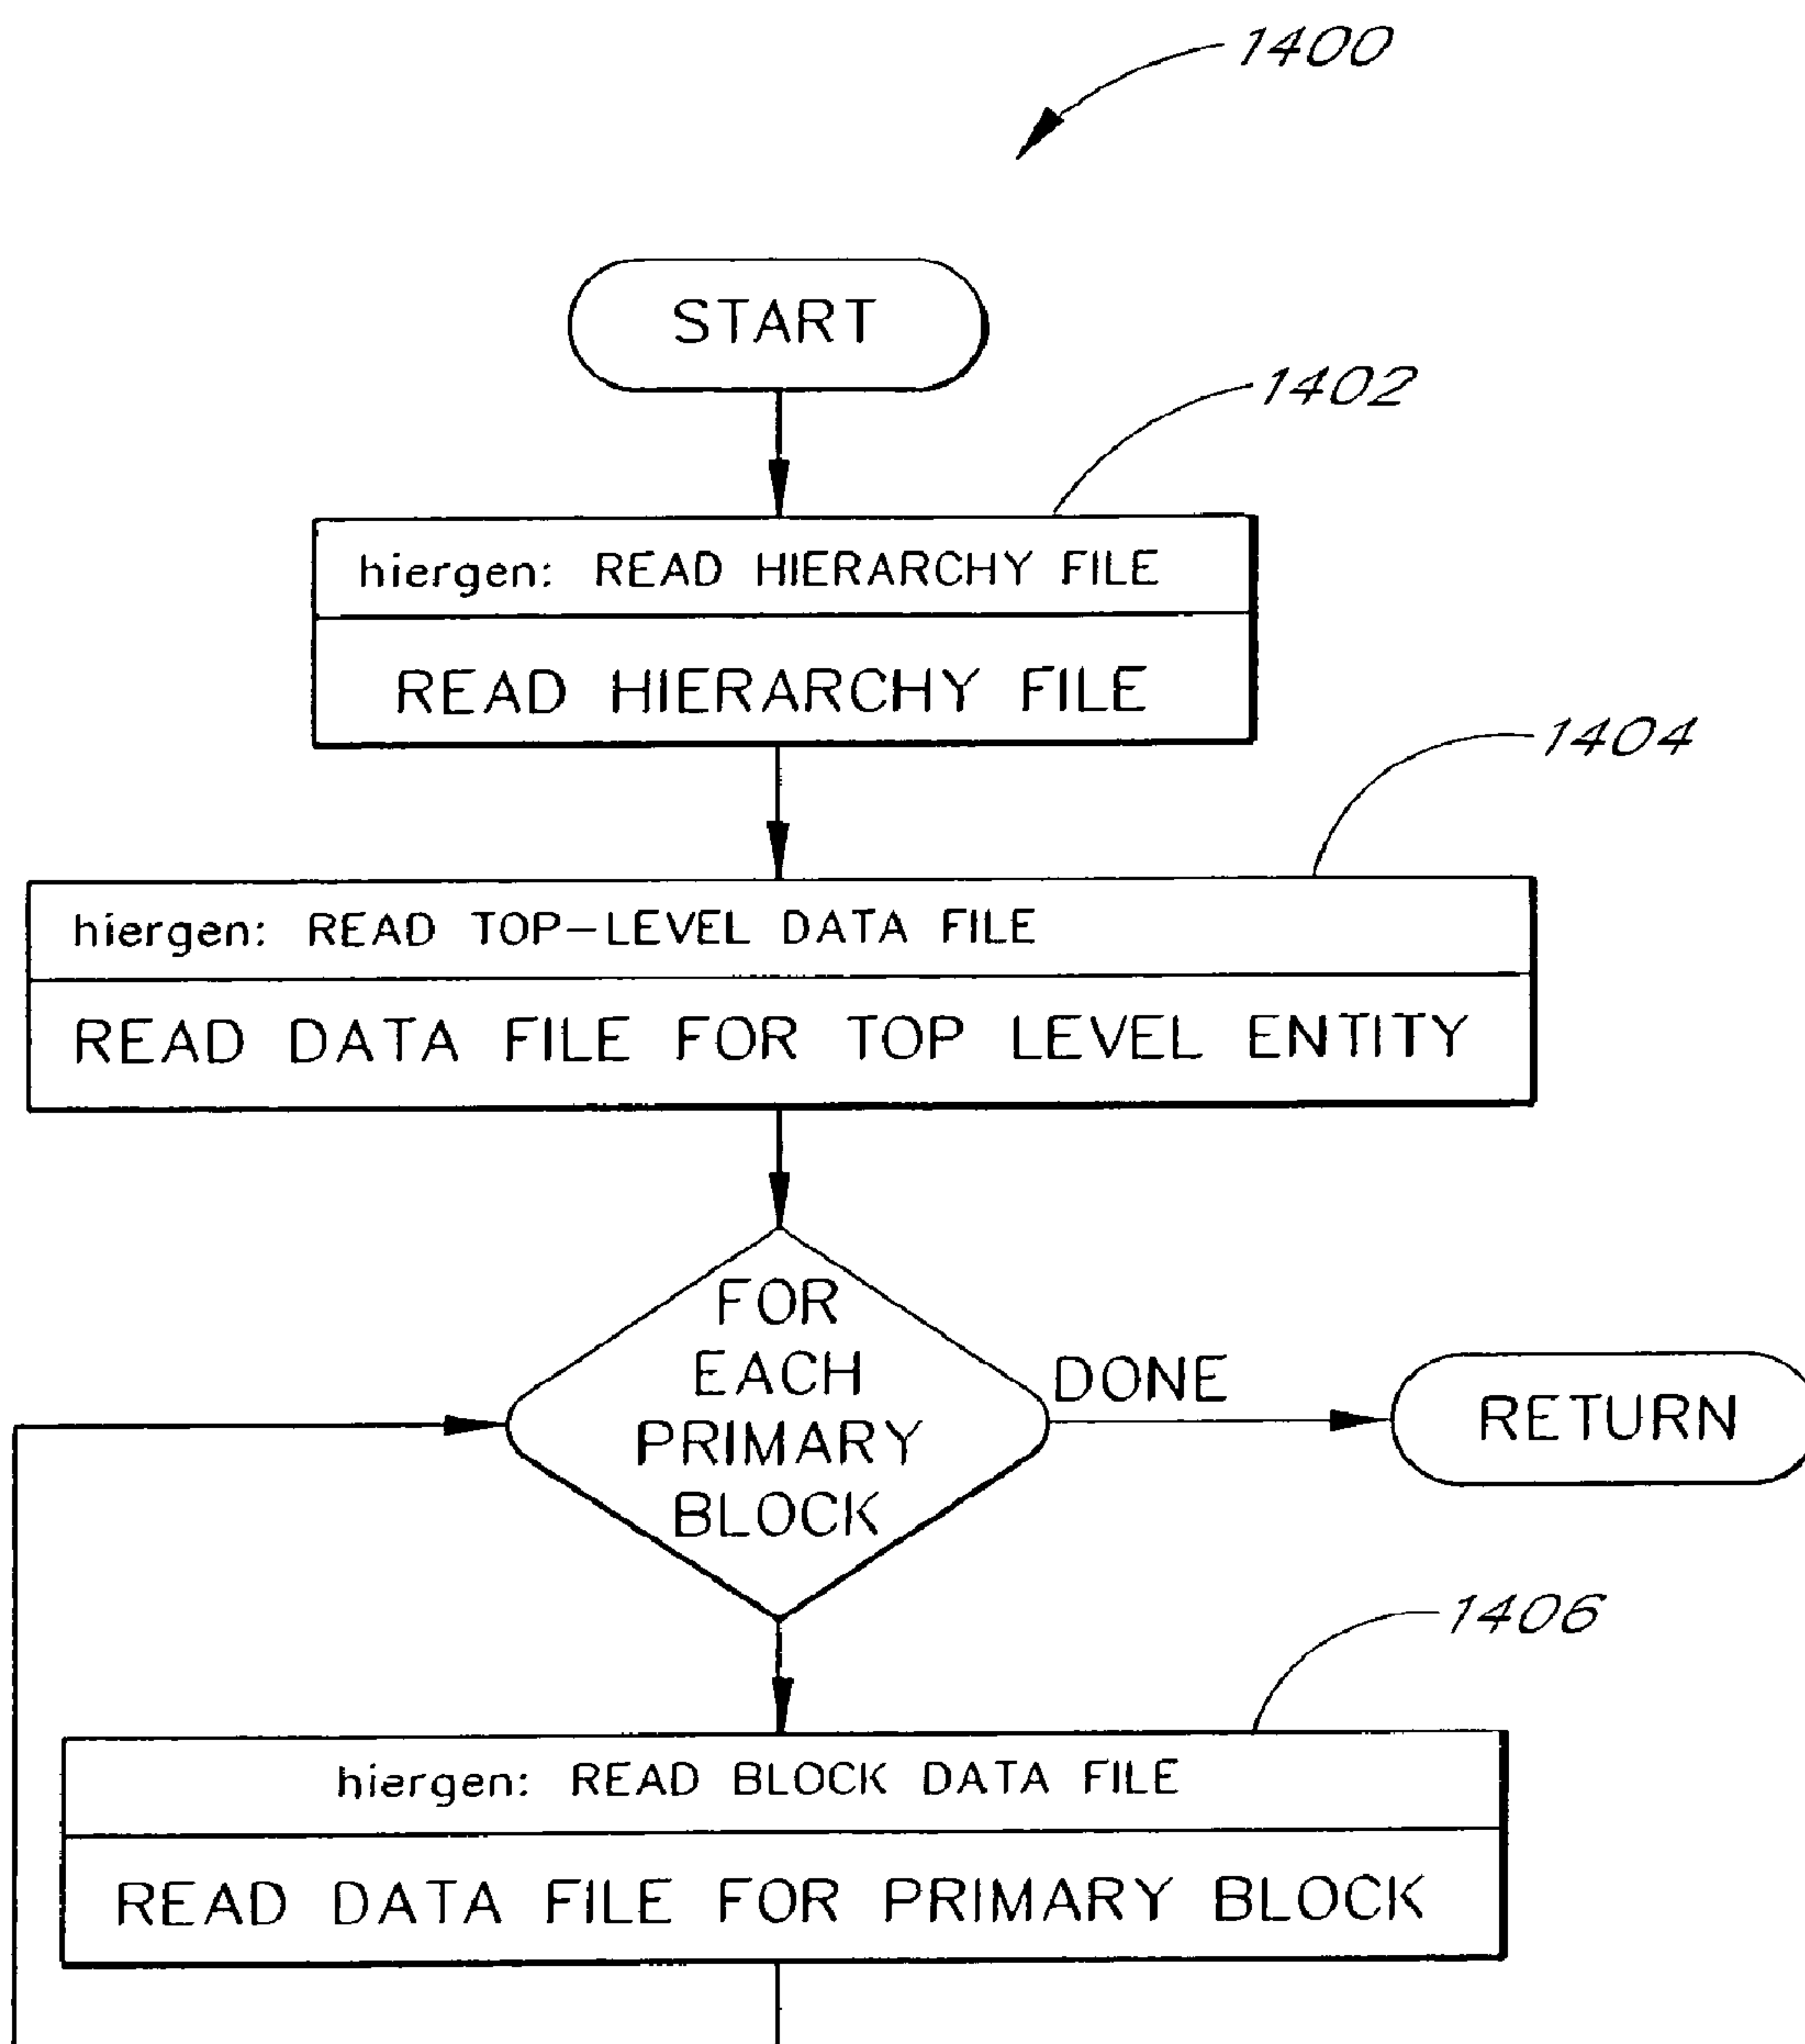 1400
START
1402
hiergen: READ HIERARCHY FILE
READ HIERARCHY FILE
1404
hiergen: READ TOP-LEVEL DATA FILE
READ DATA FILE FOR TOP LEVEL ENTITY
FOR
EACH
PRIMARY
BLOCK
DONE
RETURN
1406
hiergen: READ BLOCK DATA FILE
READ DATA FILE FOR PRIMARY BLOCK